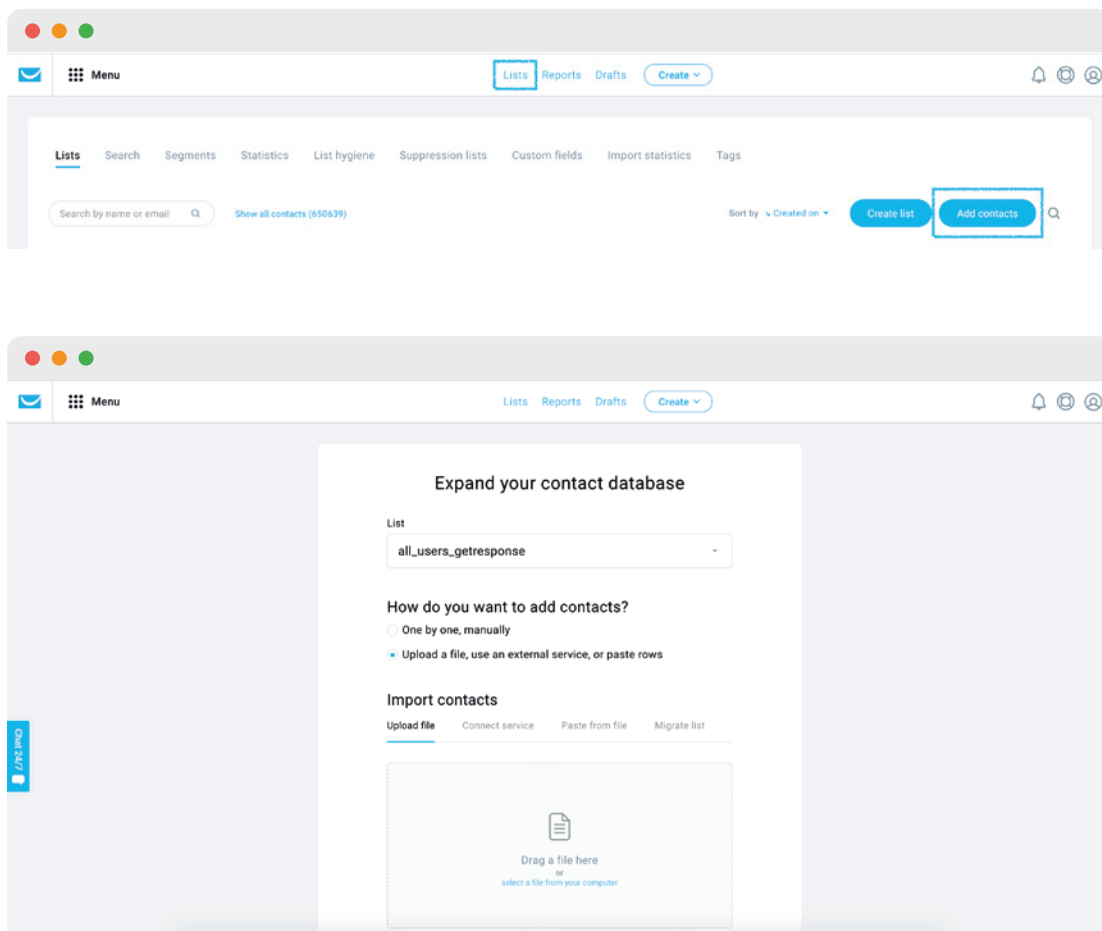 Menu
Lists Reports Drafts Create
Lists Search Segments Statistics List hygiene Suppression lists Custom fields Import statistics Tags
Search by name or email Show all contacts (650639) Sort by Created on Create list Add contacts
Menu
Lists Reports Drafts Create
Expand your contact database
List
all_users_getresponse
How do you want to add contacts?
One by one, manually
Upload a file, use an external service, or paste rows
Import contacts
Upload file Connect service Paste from file Migrate list
Chat 24/7
Drag a file here
or
select a file from your computer